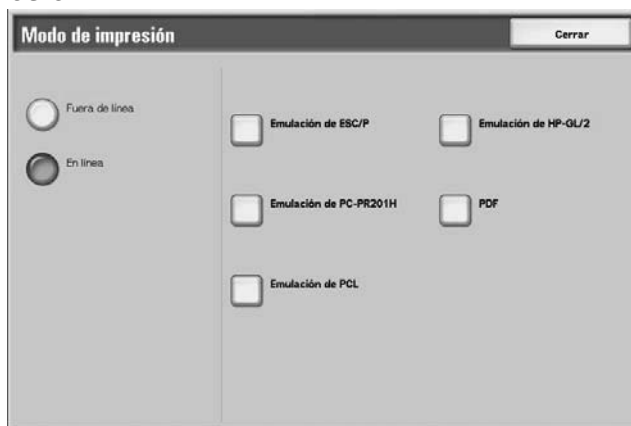 Modo de impresión
Cerrar
Fuera de línea
En línea
Emulación de ESC/P
Emulación de HP-GL/2
Emulación de PC-PR201H
PDF
Emulación de PCL